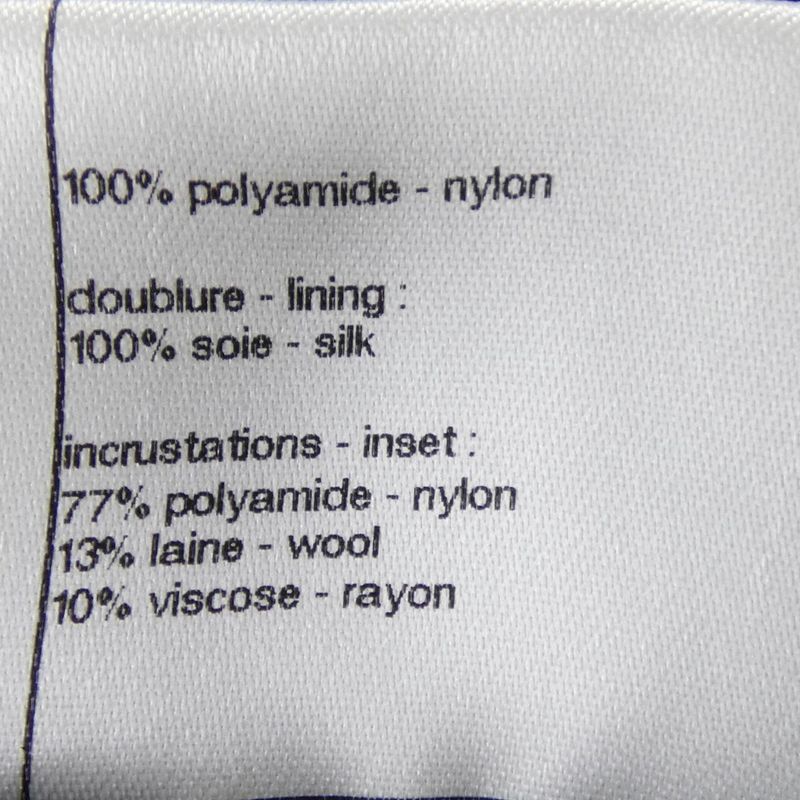 100% polyamide - nylon
doublure - lining :
100% soie - silk
incrustations - inset :
77% polyamide - nylon
13% laine - wool
10% viscose - rayon